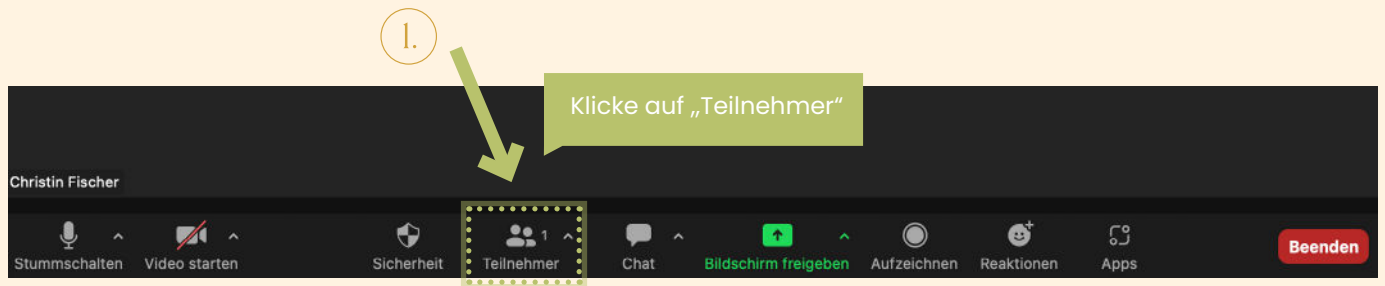 1.
Klicke auf „Teilnehmer“
Christin Fischer
1
Stummschalten Video starten Sicherheit Teilnehmer Chat Bildschirm freigeben Aufzeichnen Reaktionen Apps Beenden